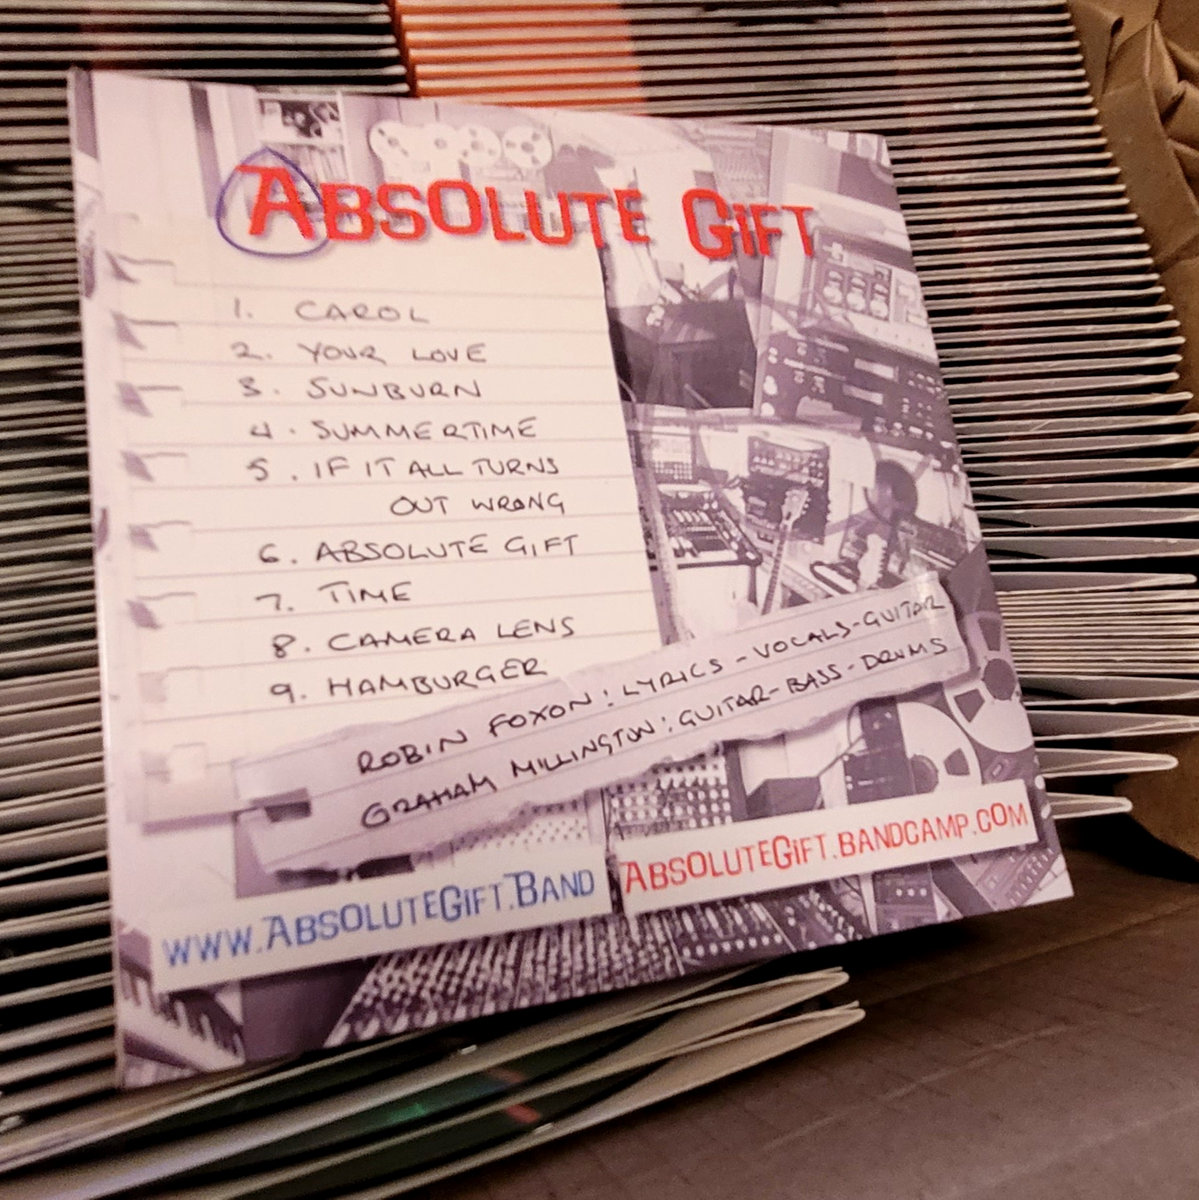 ABSOLUTE GiFT
1. CAROL
2. YOUR LOVE
3. SUNBURN
4. SUMMERTIME
5. IF IT ALL TURNS
OUT WRONG
6. ABSOLUTE GIFT
7. TIME
8. CAMERA LENS
9. HAMBURGER
ROBIN FOXON: LYRICS - VOCALS - GUITAR
GRAHAM MILLINGTON: GUITAR - BASS - DRUMS
WWW.ABSOLUTEGiFT.BAND
ABSOLUTEGiFT.BANDCAMP.COM